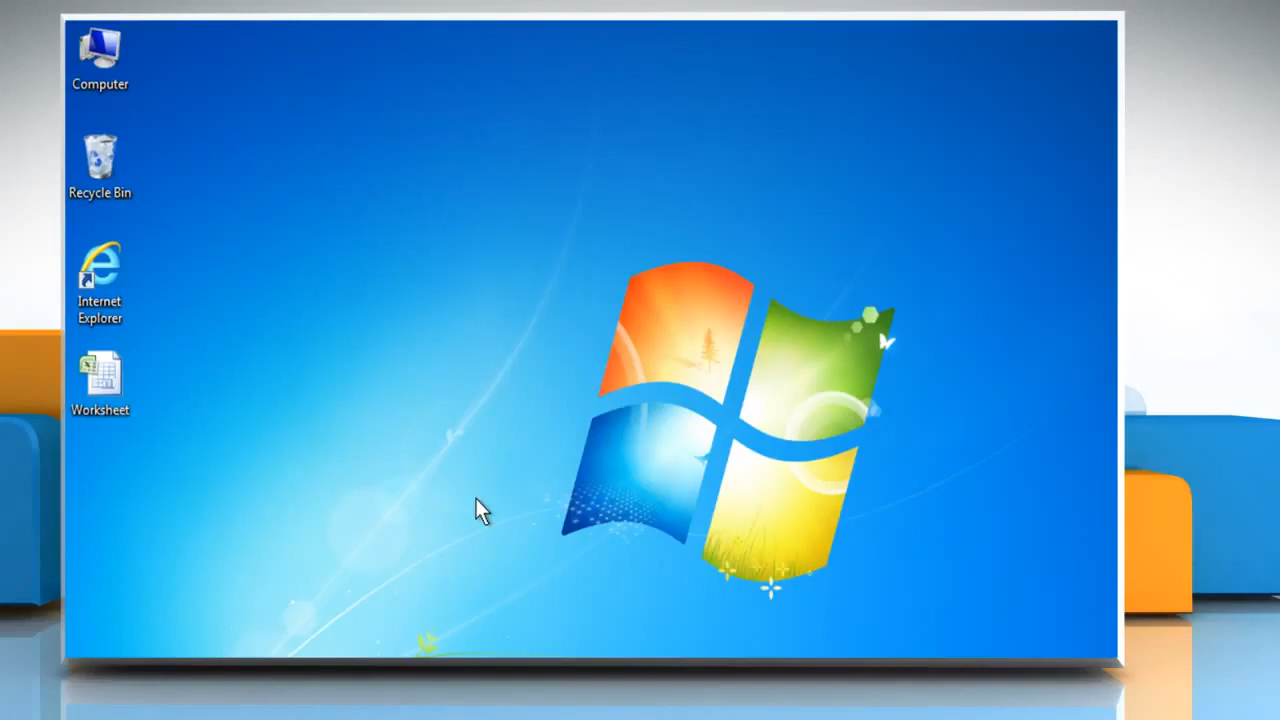 Computer
Recycle Bin
Internet
Explorer
Worksheet